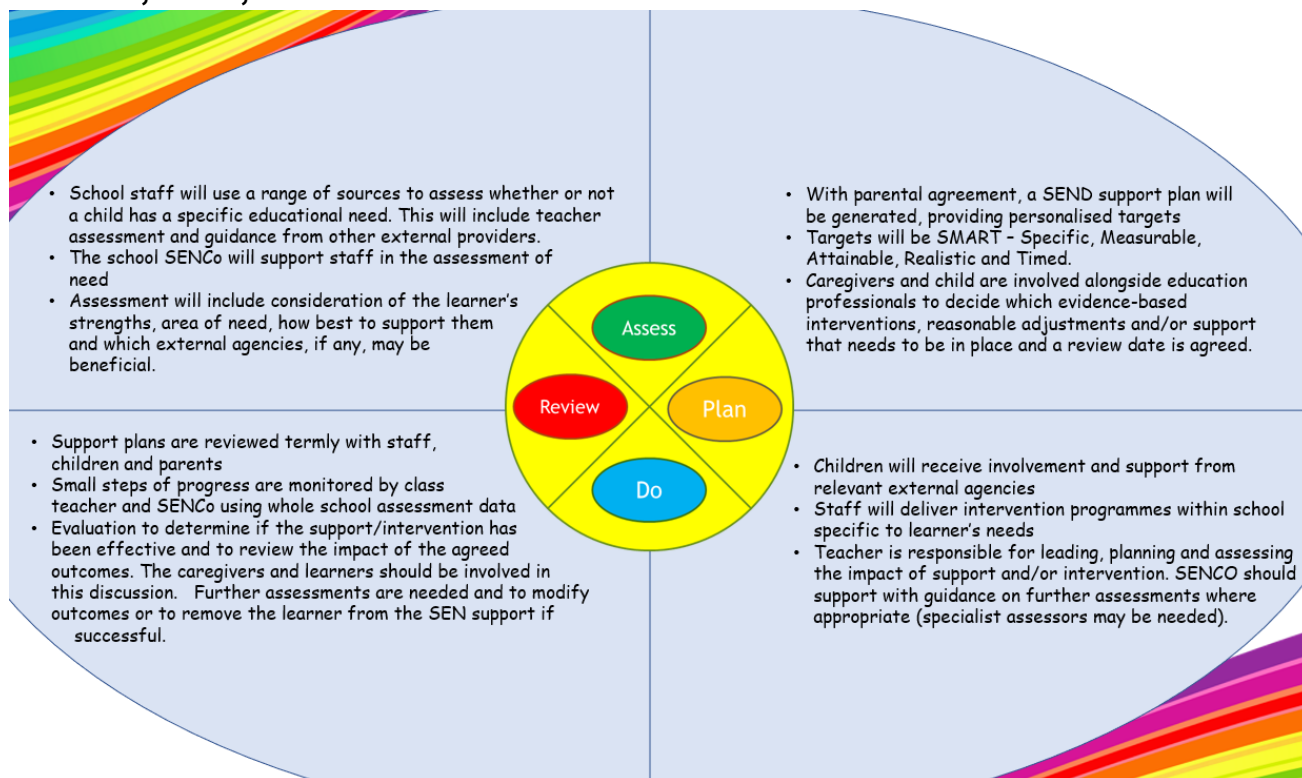 • School staff will use a range of sources to assess whether or not
a child has a specific educational need. This will include teacher
assessment and guidance from other external providers.
• The school SENCo will support staff in the assessment of
need
• Assessment will include consideration of the learner's
strengths, area of need, how best to support them
and which external agencies, if any, may be
beneficial.
• With parental agreement, a SEND support plan will
be generated, providing personalised targets
• Targets will be SMART – Specific, Measurable,
Attainable, Realistic and Timed.
• Caregivers and child are involved alongside education
professionals to decide which evidence-based
interventions, reasonable adjustments and/or support
that needs to be in place and a review date is agreed.
Assess
Review
Plan
Do
• Support plans are reviewed termly with staff,
children and parents
• Small steps of progress are monitored by class
teacher and SENCo using whole school assessment data
• Evaluation to determine if the support/intervention has
been effective and to review the impact of the agreed
outcomes. The caregivers and learners should be involved in
this discussion. Further assessments are needed and to modify
outcomes or to remove the learner from the SEN support if
successful.
• Children will receive involvement and support from
relevant external agencies
• Staff will deliver intervention programmes within school
specific to learner's needs
• Teacher is responsible for leading, planning and assessing
the impact of support and/or intervention. SENCO should
support with guidance on further assessments where
appropriate (specialist assessors may be needed).